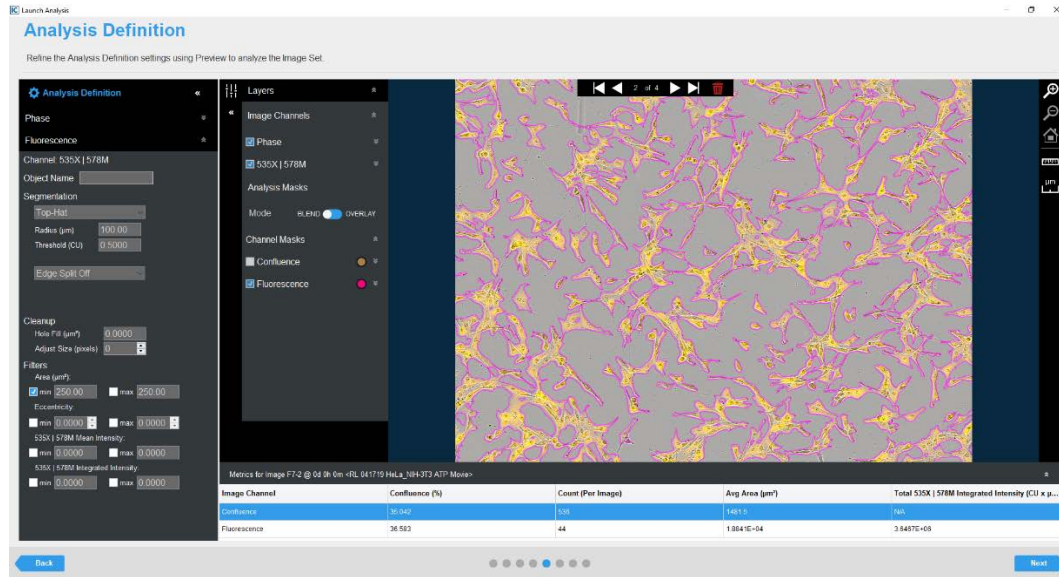 IC Launch Analysis
Analysis Definition
Refine the Analysis Definition settings using Preview to analyze the Image Set.
Analysis Definition
Phase
Fluorescence
Channel: 535X | 578M
Object Name
Segmentation
Top-Hat
Radius (µm) 100.00
Threshold (CU) 0.5000
Edge Split Off
Cleanup
Hole Fill (µm²) 0.0000
Adjust Size (pixels) 0
Filters
Area (µm²):
min 250.00 max 250.00
Eccentricity:
min 0.0000 max 0.0000
535X | 578M Mean Intensity:
min 0.0000 max 0.0000
535X | 578M Integrated Intensity:
min 0.0000 max 0.0000
Layers
Image Channels
Phase
535X | 578M
Analysis Masks
Mode BLEND OVERLAY
Channel Masks
Confluence
Fluorescence
2 of 4
µm
Metrics for Image F7-2 @ 0d 0h 0m <RL 041719 HeLa_NIH-3T3 ATP Movie>
Image Channel Confluence (%) Count (Per Image) Avg Area (µm²) Total 535X | 578M Integrated Intensity (CU x µ...
Confluence 35.042 535 1481.5 N/A
Fluorescence 36.583 44 1.8841E+04 3.6467E+06
Back
Next